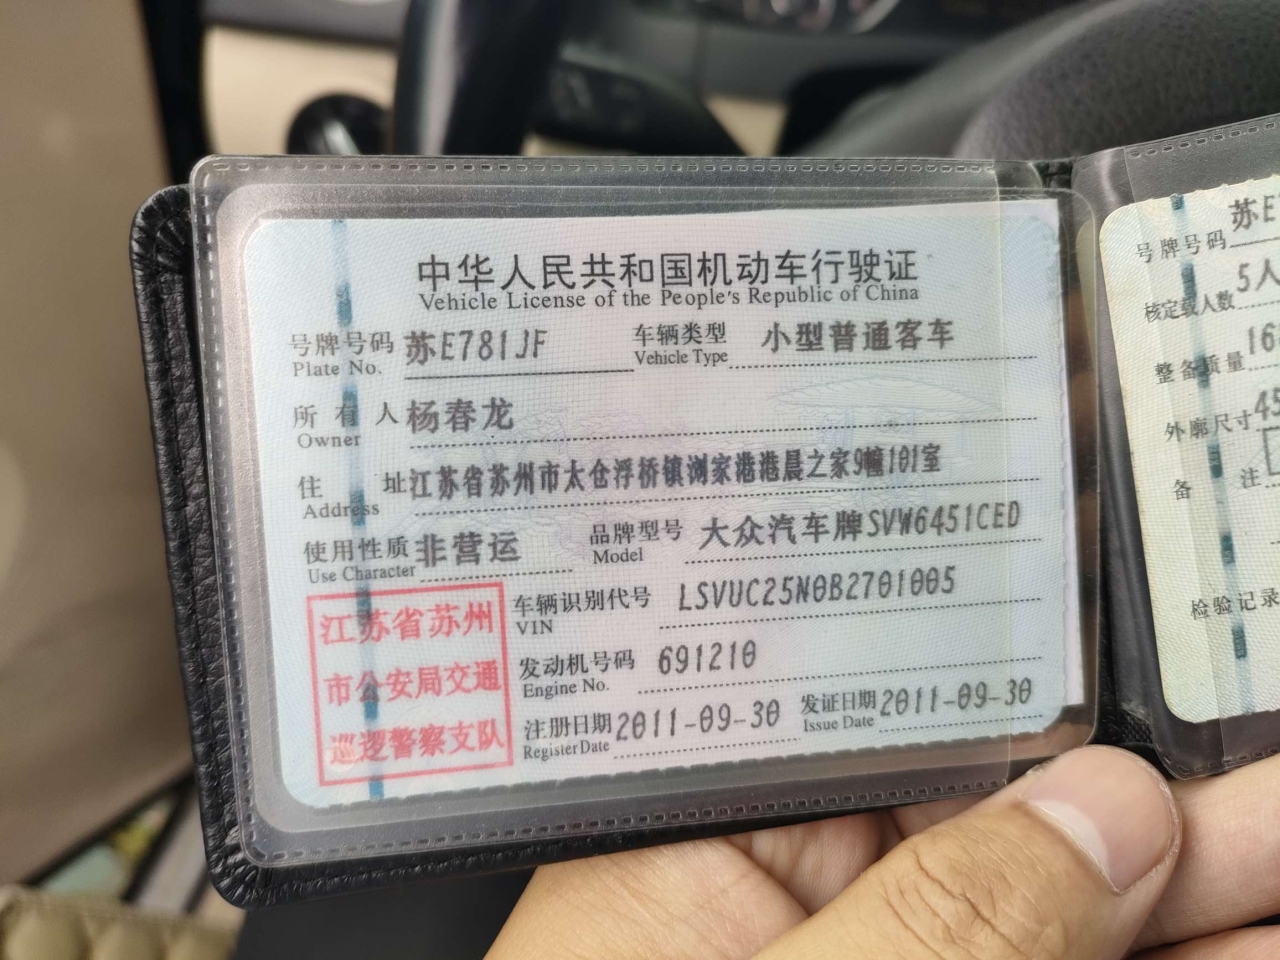 中华人民共和国机动车行驶证
Vehicle License of the People's Republic of China
号牌号码 苏E781JF 车辆类型 小型普通客车
Plate No. Vehicle Type
所有人 杨春龙
Owner
住址 江苏省苏州市太仓浮桥镇浏家港港晨之家9幢101室
Address
使用性质 非营运 品牌型号 大众汽车牌SVW6451CED
Use Character Model
车辆识别代号 LSVUC25N0B2701005
VIN
发动机号码 691210
Engine No.
注册日期 2011-09-30 发证日期 2011-09-30
Register Date Issue Date
江苏省苏州
市公安局交通
巡逻警察支队
号牌号码 苏E
核定载人数 5人
整备质量 16
外廓尺寸 45
备注
检验记录